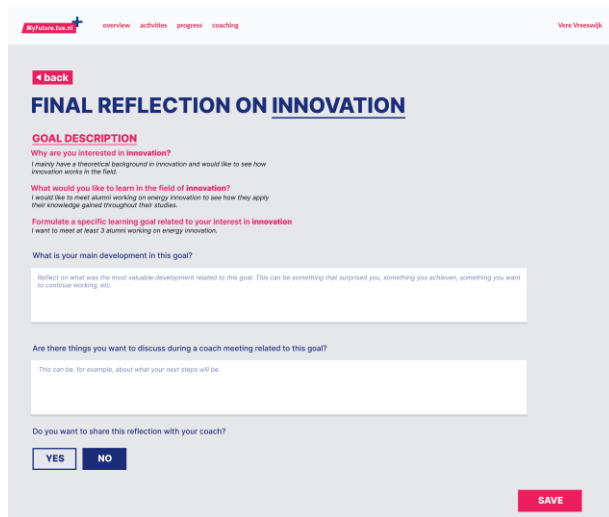 MyFuture.tue.nl
overview activities progress coaching
Vere Vreeswijk
back
FINAL REFLECTION ON INNOVATION
GOAL DESCRIPTION
Why are you interested in innovation?
I mainly have a theoretical background in innovation and would like to see how
innovation works in the field.
What would you like to learn in the field of innovation?
I would like to meet alumni working on energy innovation to see how they apply
their knowledge gained throughout their studies.
Formulate a specific learning goal related to your interest in innovation
I want to meet at least 3 alumni working on energy innovation.
What is your main development in this goal?
Reflect on what was the most valuable development related to this goal. This can be something that surprised you, something you achieven, something you want
to continue working, etc.
Are there things you want to discuss during a coach meeting related to this goal?
This can be, for example, about what your next steps will be.
Do you want to share this reflection with your coach?
YES NO
SAVE